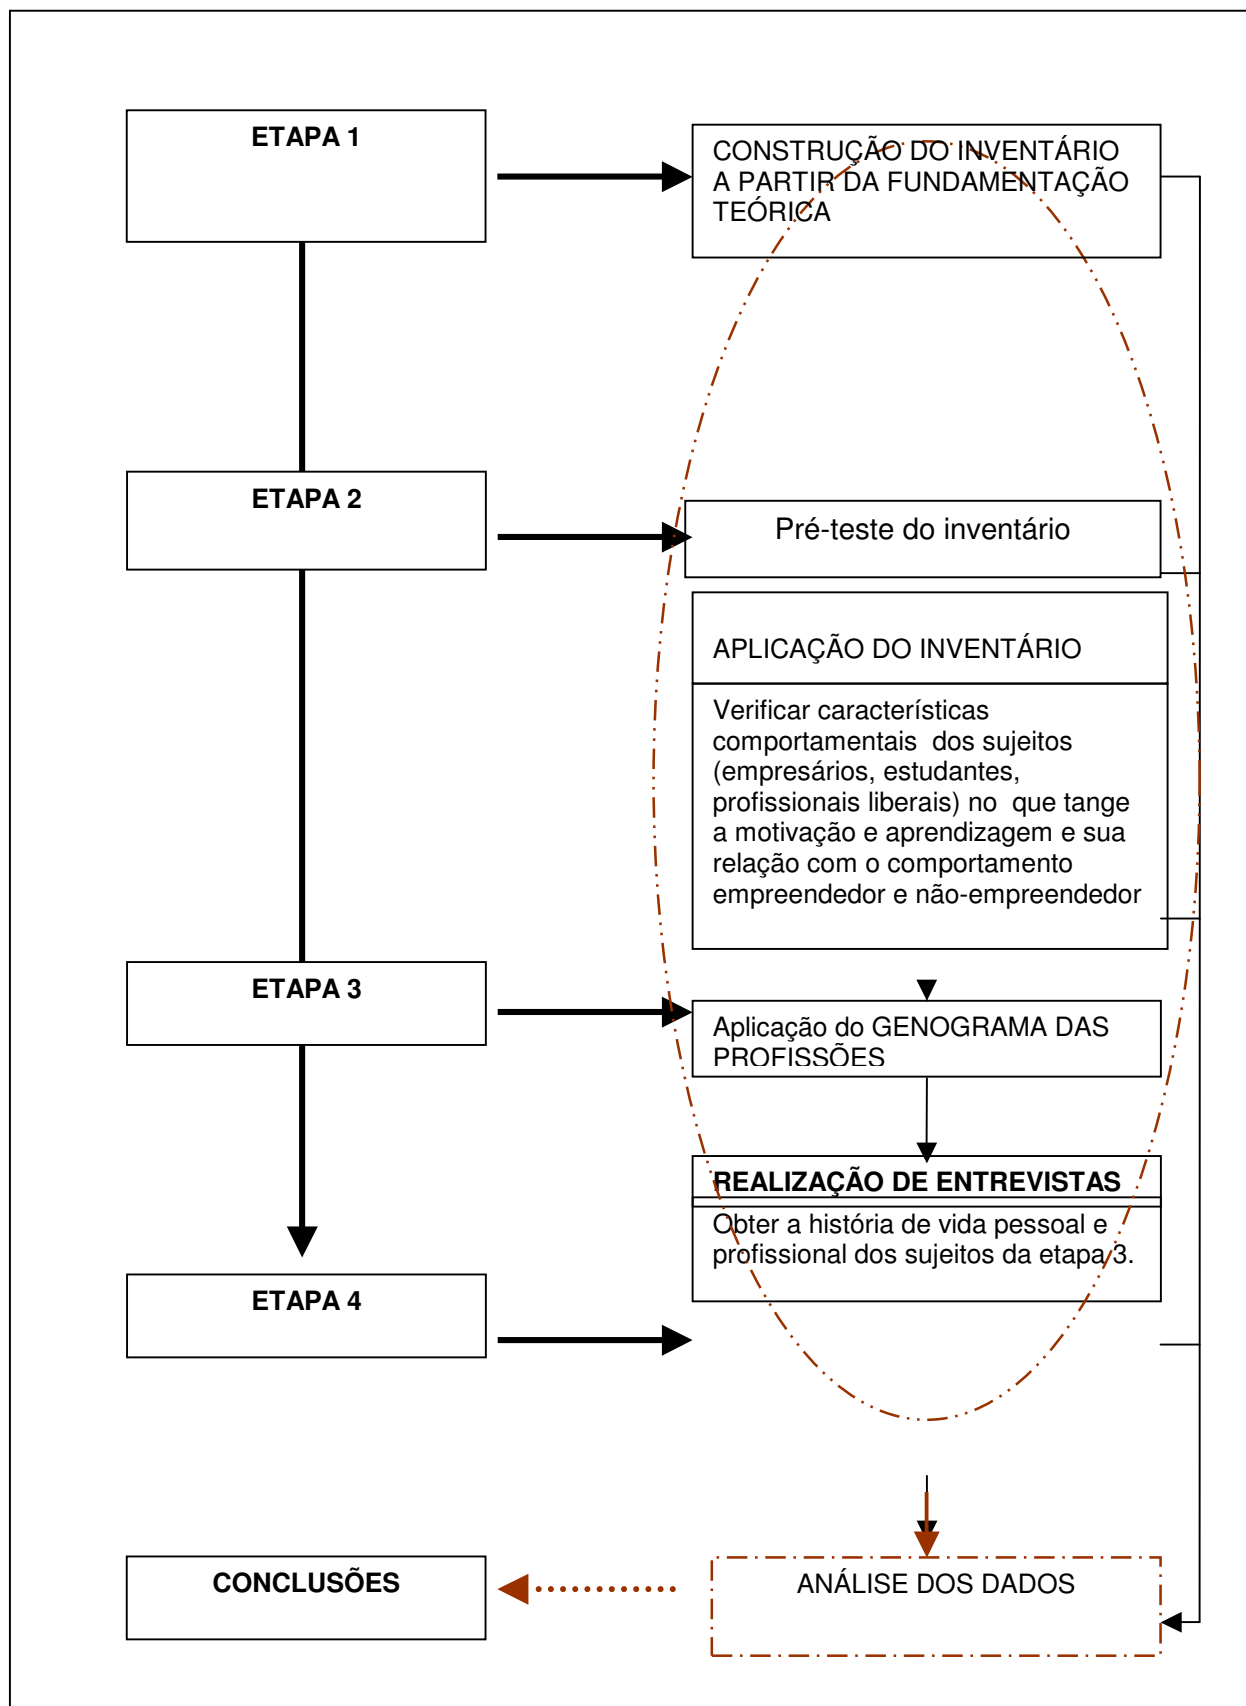 ETAPA 1
CONSTRUÇÃO DO INVENTÁRIO
A PARTIR DA FUNDAMENTAÇÃO
TEÓRICA
ETAPA 2
Pré-teste do inventário
APLICAÇÃO DO INVENTÁRIO
Verificar características
comportamentais dos sujeitos
(empresários, estudantes,
profissionais liberais) no que tange
a motivação e aprendizagem e sua
relação com o comportamento
empreendedor e não-empreendedor
ETAPA 3
Aplicação do GENOGRAMA DAS
PROFISSÕES
REALIZAÇÃO DE ENTREVISTAS
Obter a história de vida pessoal e
profissional dos sujeitos da etapa 3.
ETAPA 4
CONCLUSÕES
ANÁLISE DOS DADOS